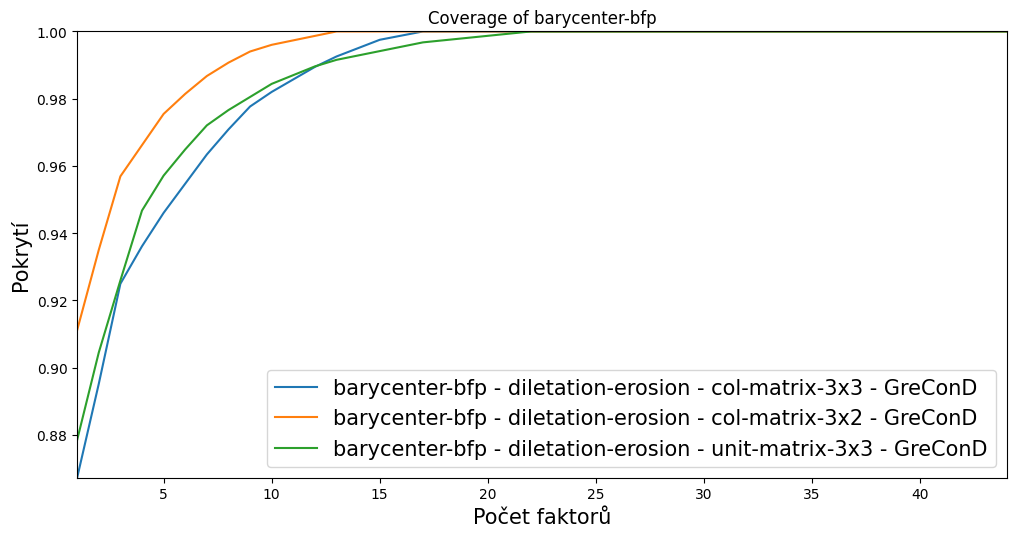 Coverage of barycenter-bfp
1.00
0.98
0.96
0.94
0.92
0.90
0.88
Pokrytí
barycenter-bfp - diletation-erosion - col-matrix-3x3 - GreConD
barycenter-bfp - diletation-erosion - col-matrix-3x2 - GreConD
barycenter-bfp - diletation-erosion - unit-matrix-3x3 - GreConD
5 10 15 20 25 30 35 40
Počet faktorů